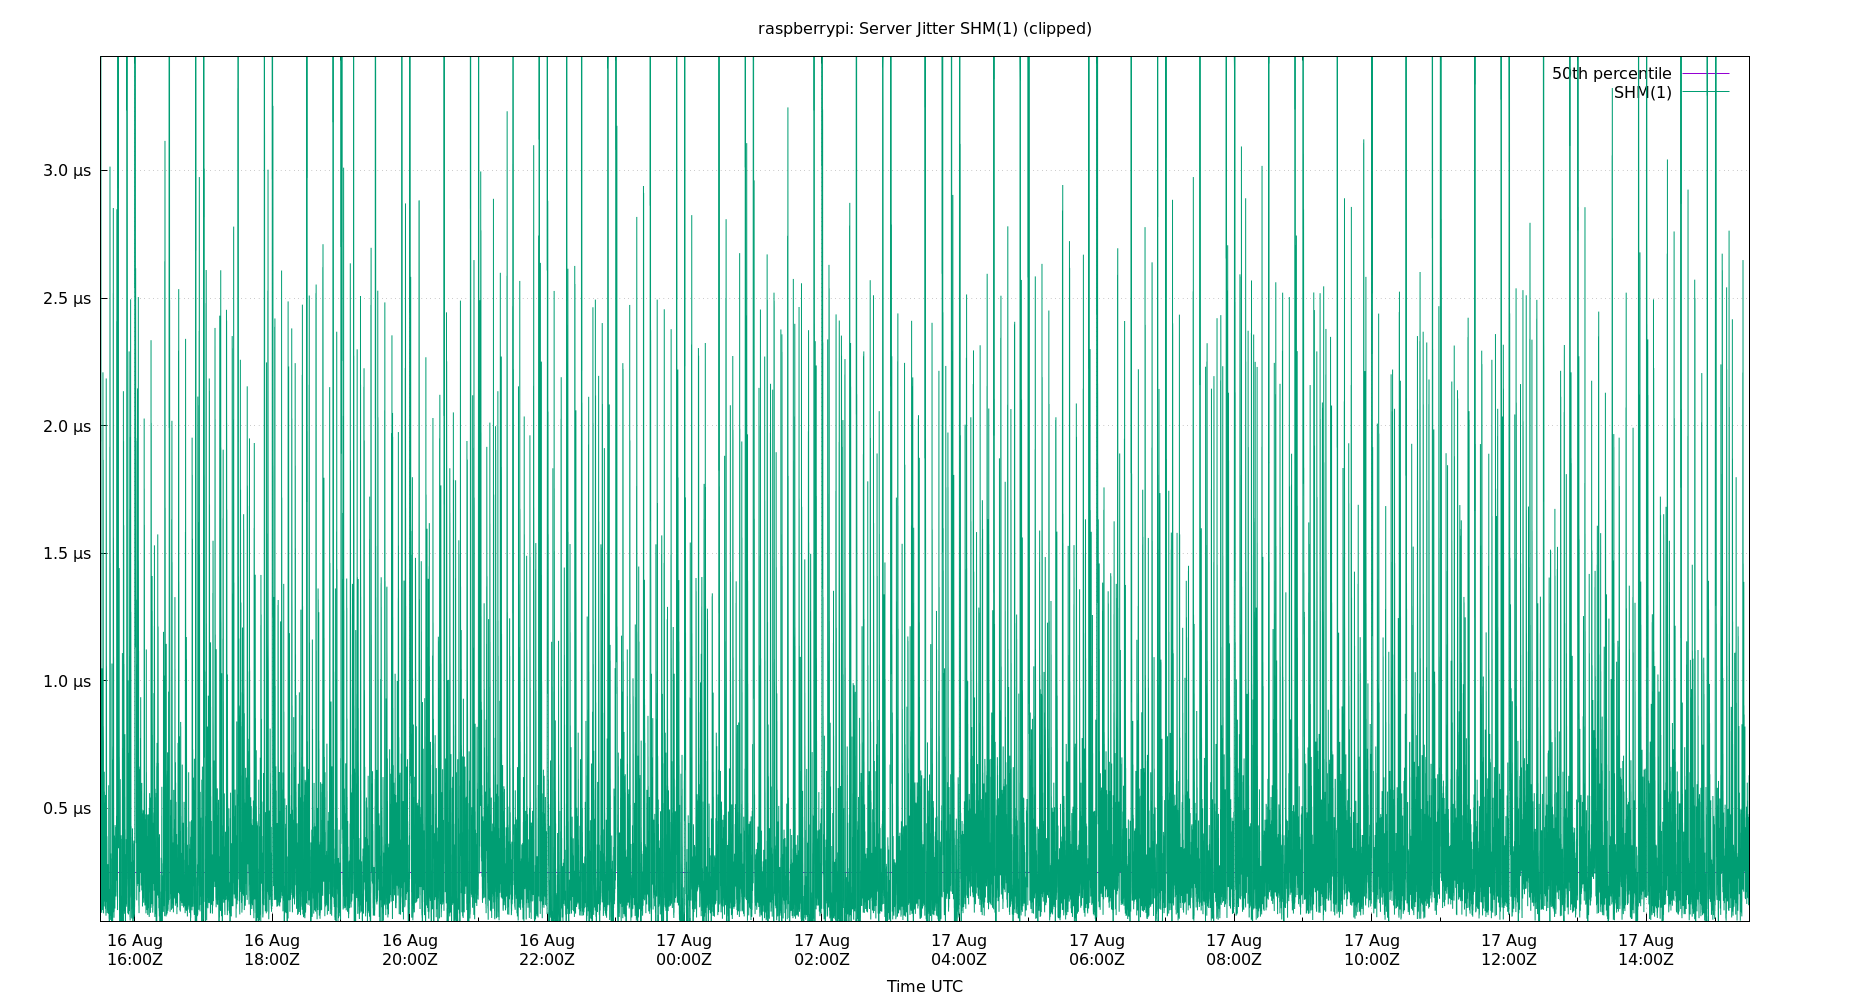 raspberrypi: Server Jitter SHM(1) (clipped)
50th percentile
SHM(1)
3.0 µs
2.5 µs
2.0 µs
1.5 µs
1.0 µs
0.5 µs
16 Aug 16 Aug 16 Aug 16 Aug 17 Aug 17 Aug 17 Aug 17 Aug 17 Aug 17 Aug 17 Aug 17 Aug
16:00Z 18:00Z 20:00Z 22:00Z 00:00Z 02:00Z 04:00Z 06:00Z 08:00Z 10:00Z 12:00Z 14:00Z
Time UTC